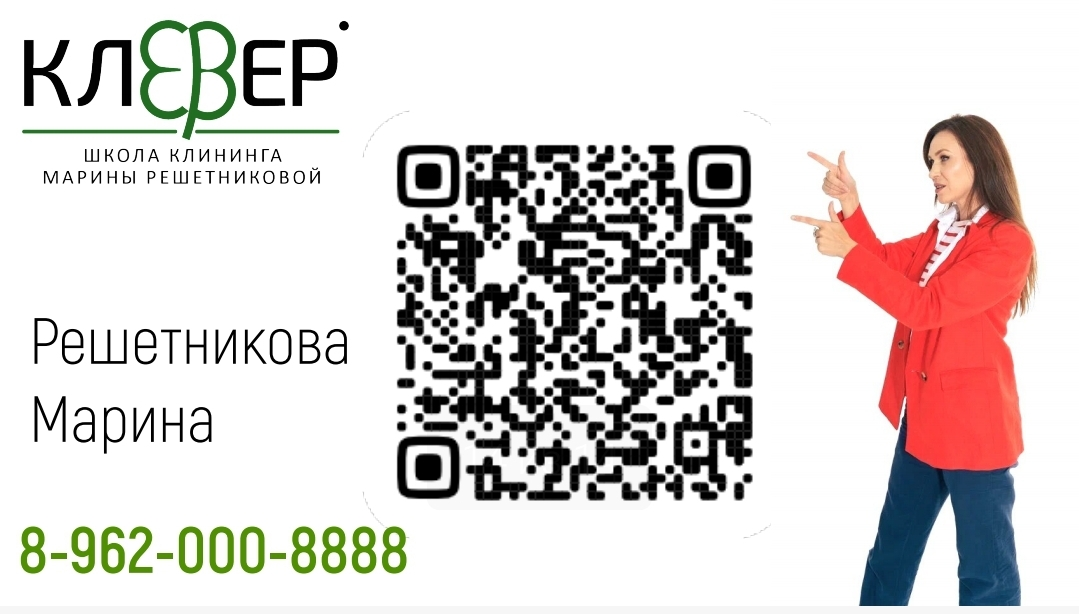 КЛЕВЕР
ШКОЛА КЛИНИНГА
МАРИНЫ РЕШЕТНИКОВОЙ
Решетникова
Марина
8-962-000-8888